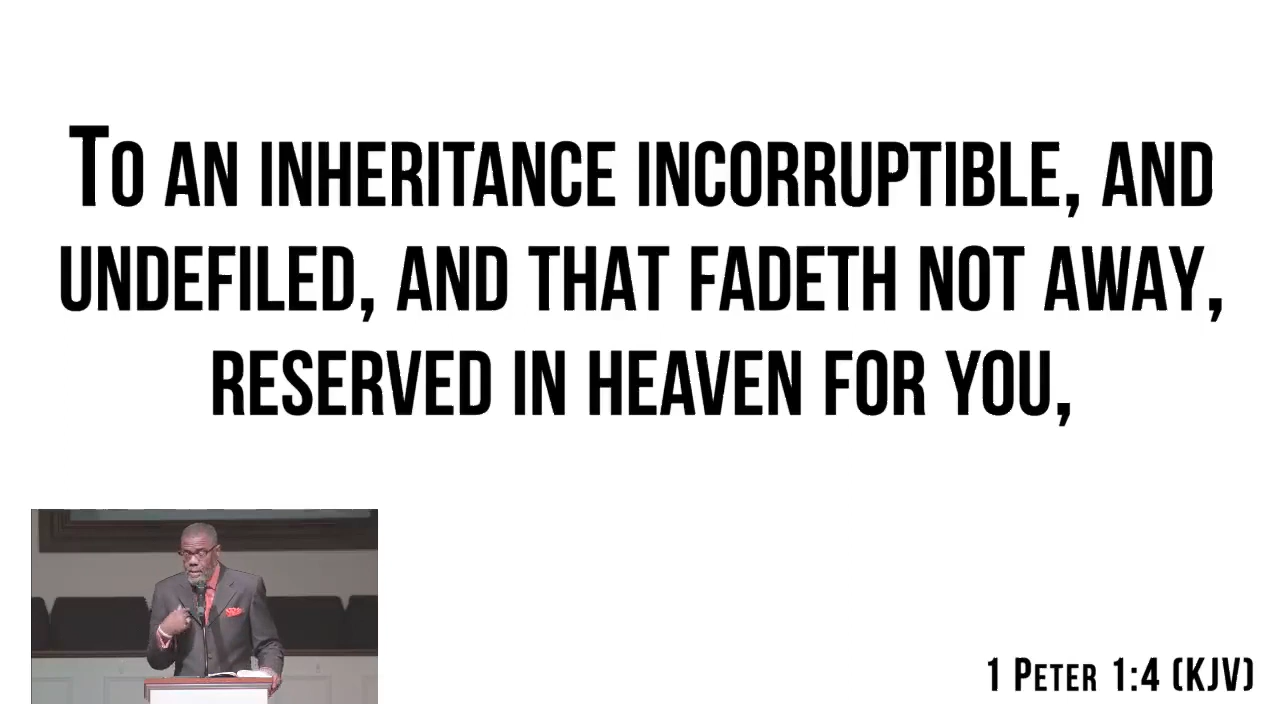 To an inheritance incorruptible, and
undefiled, and that fadeth not away,
reserved in heaven for you,
1 Peter 1:4 (KJV)